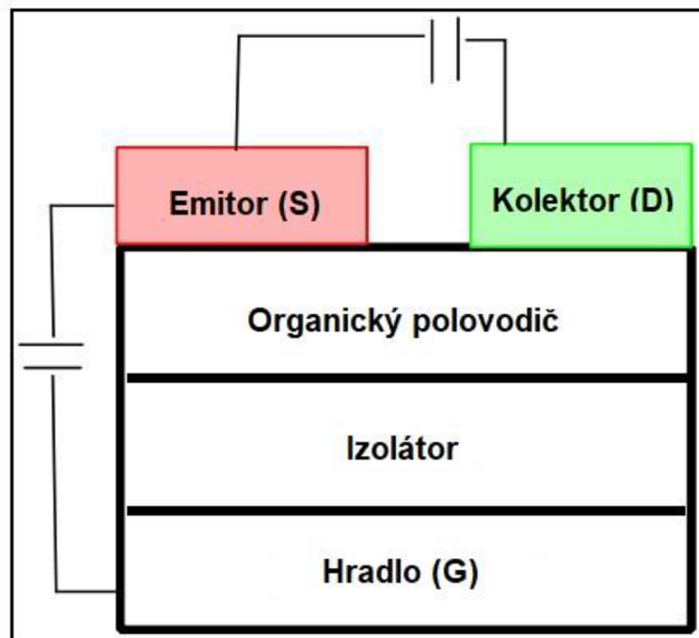 Emitor (S)
Kolektor (D)
Organický polovodič
Izolátor
Hradlo (G)